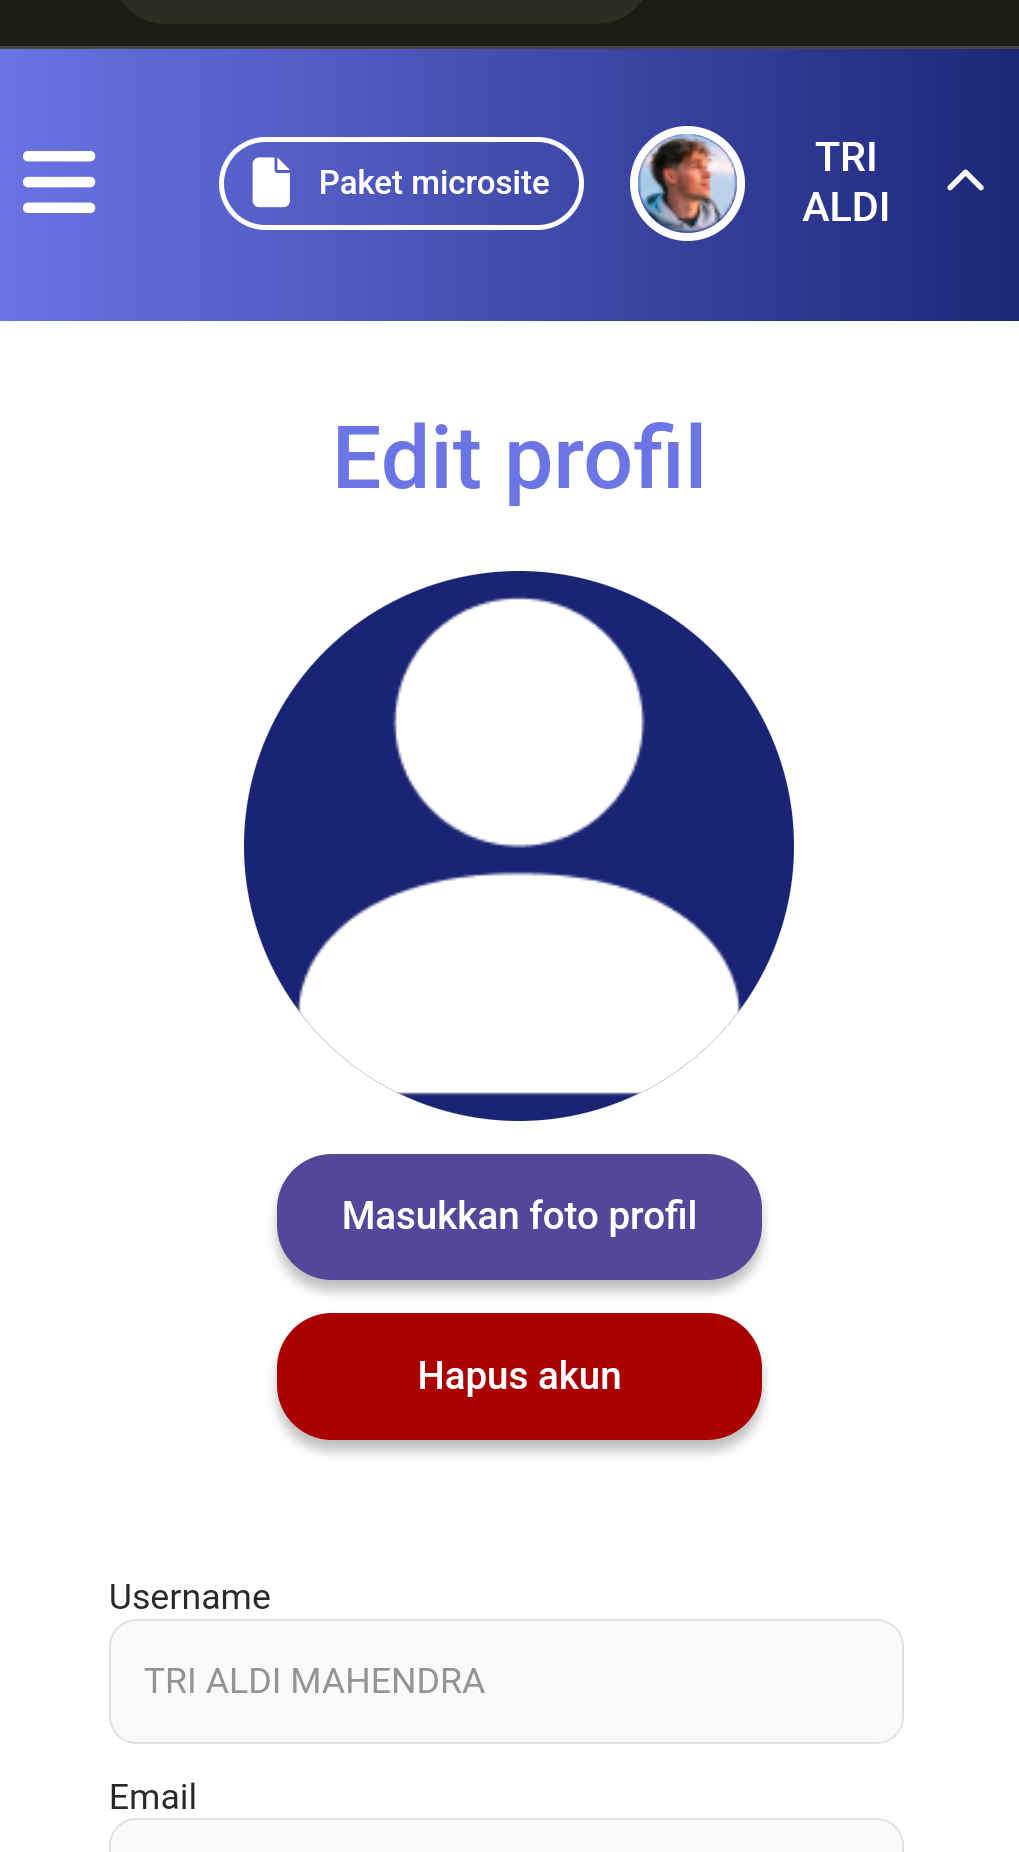 Paket microsite
TRI
ALDI
Edit profil
Masukkan foto profil
Hapus akun
Username
TRI ALDI MAHENDRA
Email